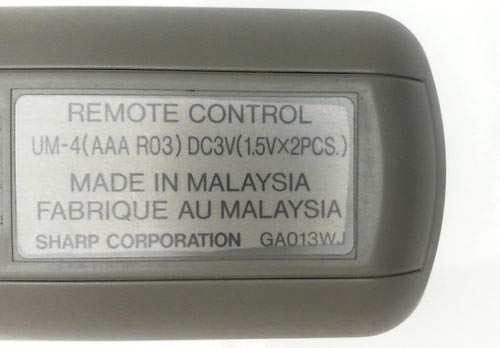 REMOTE CONTROL
UM-4(AAA R03) DC3V(1.5V×2PCS.)
MADE IN MALAYSIA
FABRIQUE AU MALAYSIA
SHARP CORPORATION GA013WJ